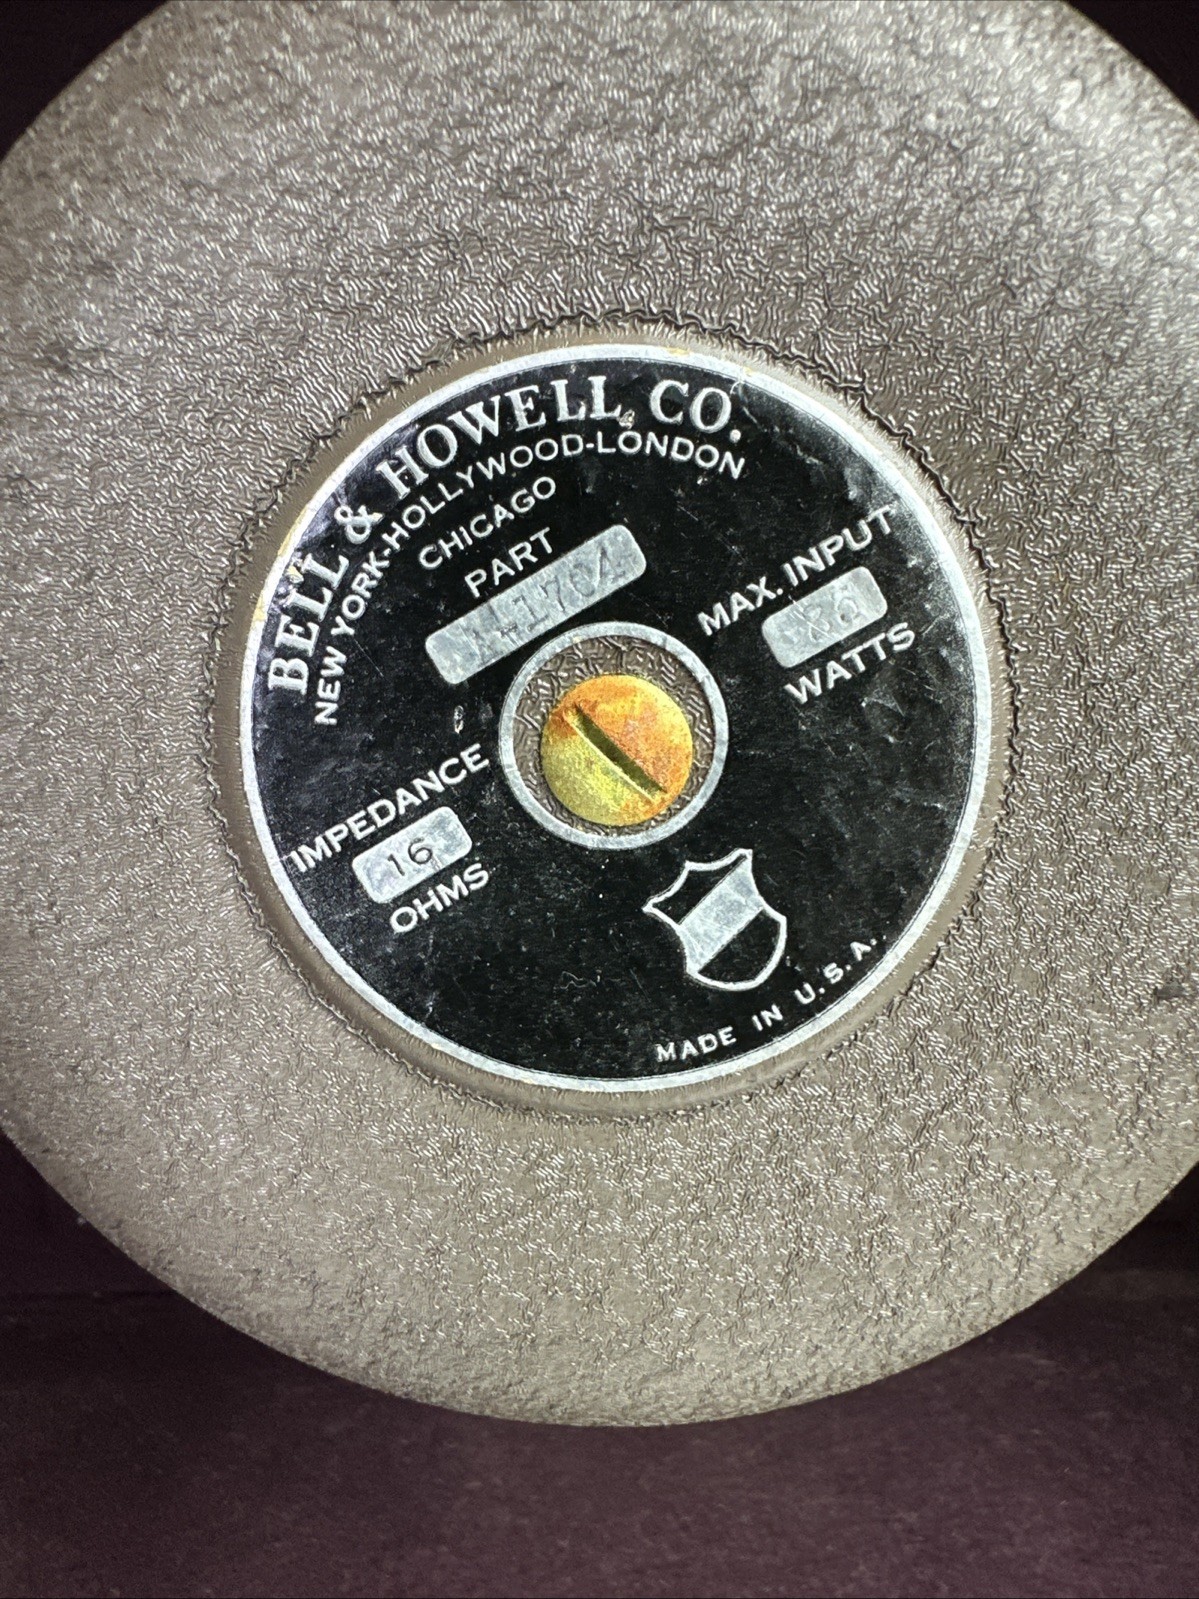 BELL & HOWELL CO.
NEW YORK-HOLLYWOOD-LONDON
CHICAGO
PART
MAX. INPUT
WATTS
IMPEDANCE
16
OHMS
MADE IN U.S.A.